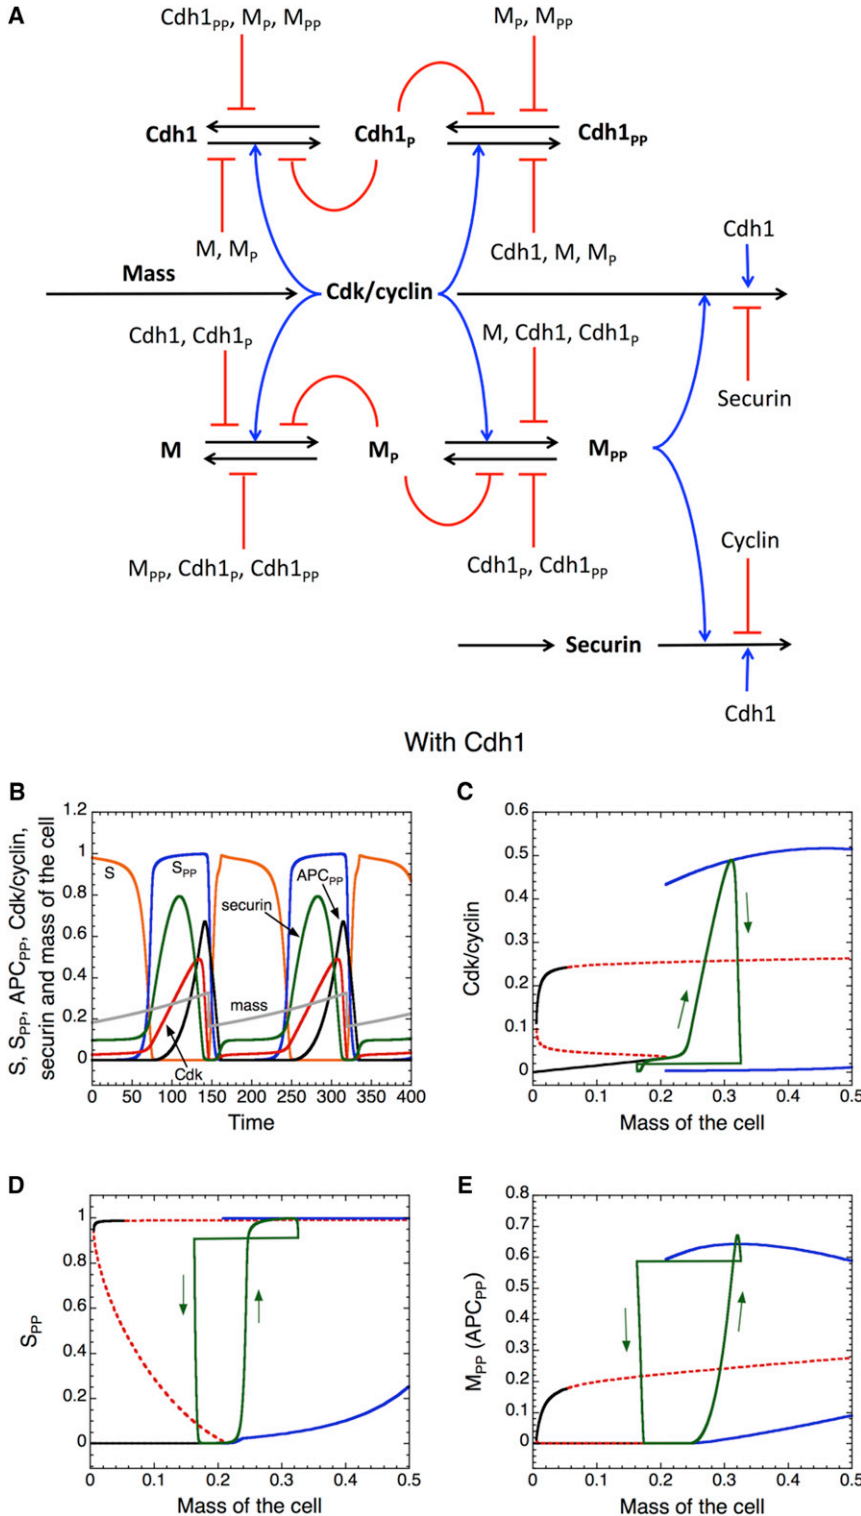 A
Cdh1PP, MP, MPP
MP, MPP
Cdh1
Cdh1P
Cdh1PP
M, MP
Cdh1, M, MP
Cdh1
Mass
Cdk/cyclin
Cdh1, Cdh1P
M, Cdh1, Cdh1P
Securin
M
MP
MPP
MPP, Cdh1P, Cdh1PP
Cdh1P, Cdh1PP
Cyclin
Securin
Cdh1
With Cdh1
B
S, SPP, APCPP, Cdk/cyclin,
securin and mass of the cell
1.2
1
0.8
0.6
0.4
0.2
0
S
SPP
APCPP
securin
mass
Cdk
0 50 100 150 200 250 300 350 400
Time
C
Cdk/cyclin
0.6
0.5
0.4
0.3
0.2
0.1
0
0 0.1 0.2 0.3 0.4 0.5
Mass of the cell
D
SPP
1
0.8
0.6
0.4
0.2
0
0 0.1 0.2 0.3 0.4 0.5
Mass of the cell
E
MPP (APCPP)
0.8
0.7
0.6
0.5
0.4
0.3
0.2
0.1
0
0 0.1 0.2 0.3 0.4 0.5
Mass of the cell